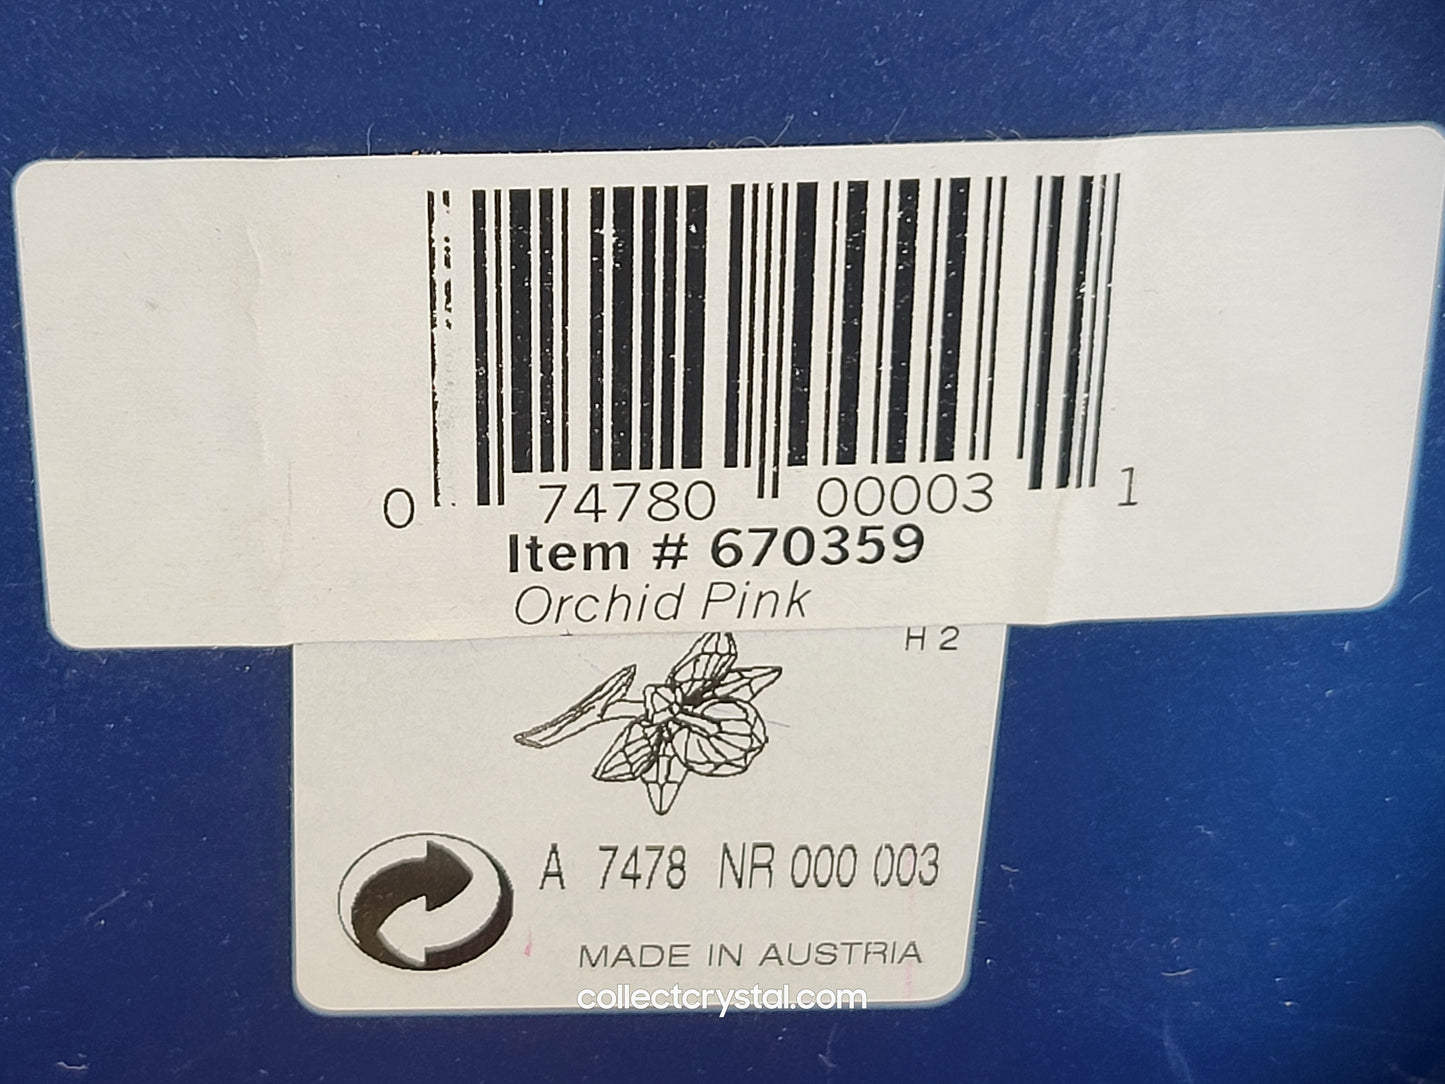 0 74780 00003 1
Item # 670359
Orchid Pink
H 2
A 7478 NR 000 003
MADE IN AUSTRIA
collectcrystal.com